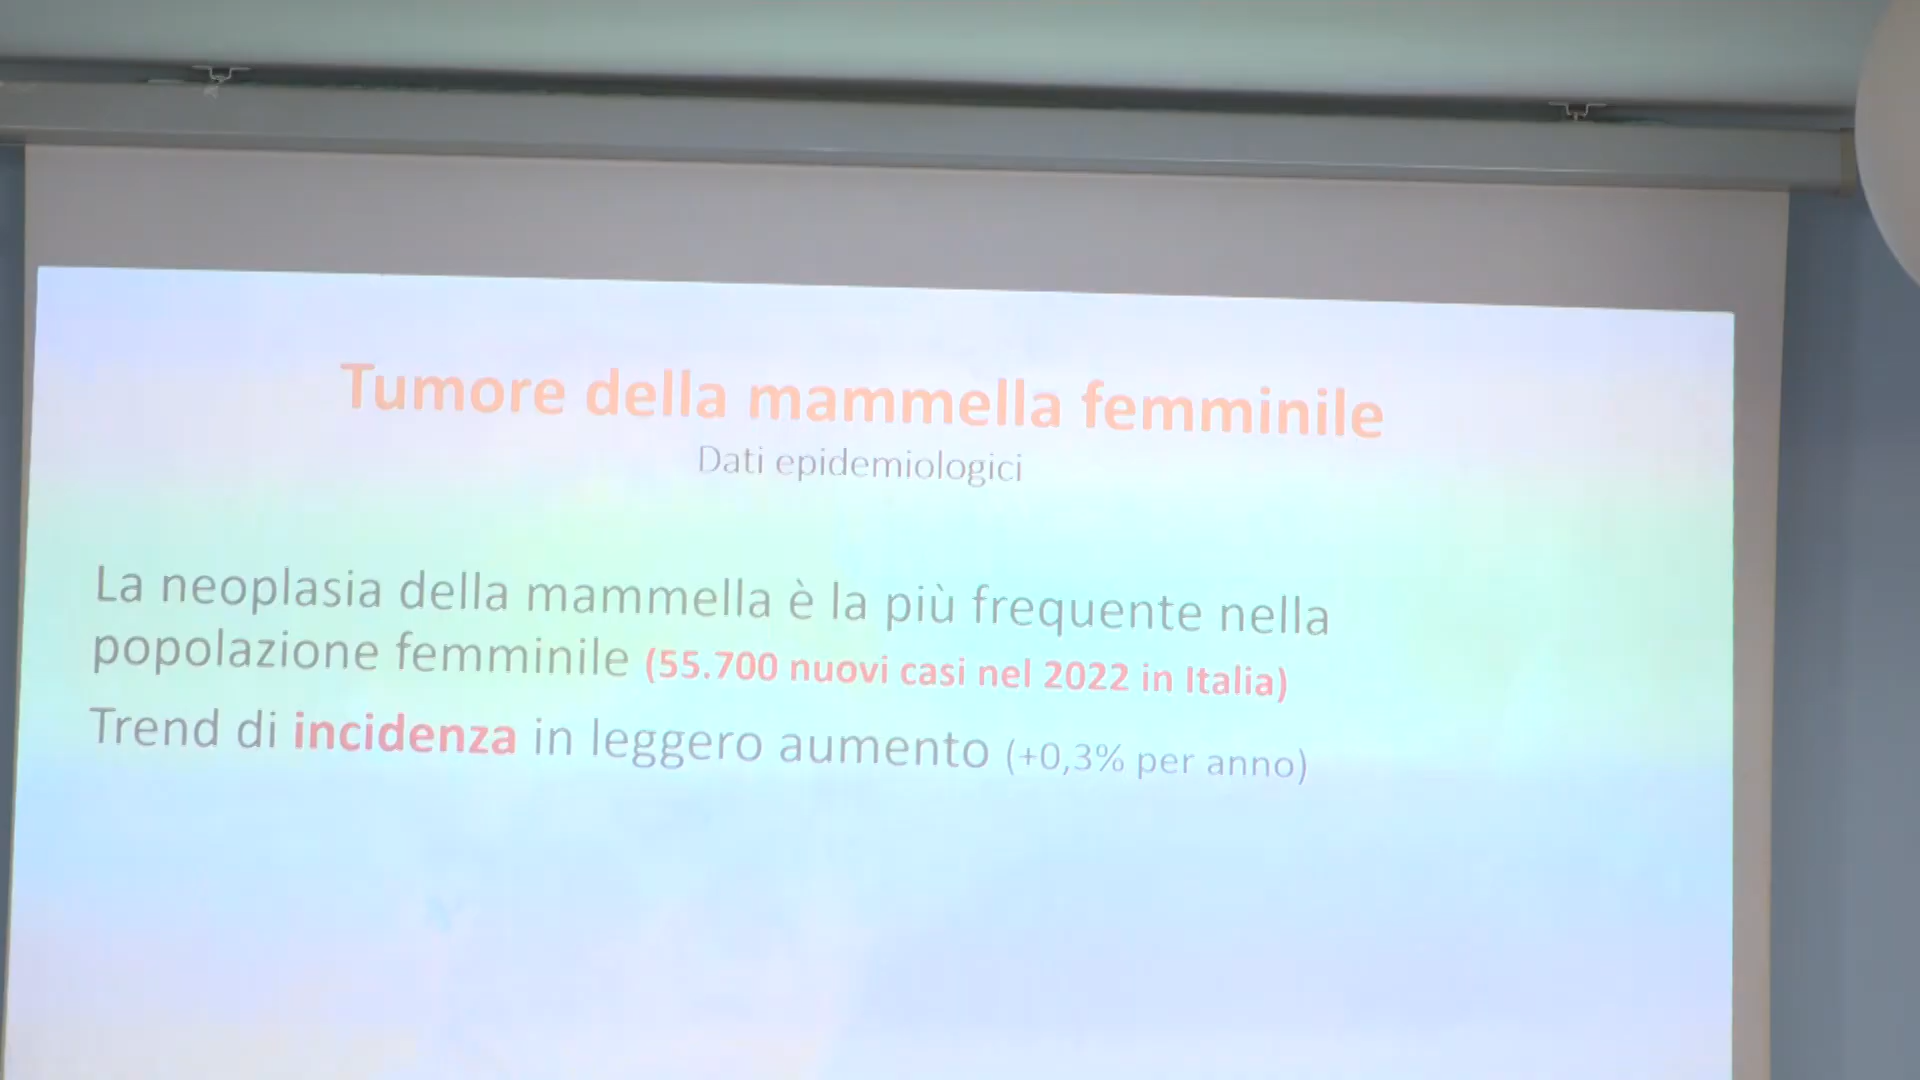 Tumore della mammella femminile
Dati epidemiologici
La neoplasia della mammella è la più frequente nella
popolazione femminile (55.700 nuovi casi nel 2022 in Italia)
Trend di incidenza in leggero aumento (+0,3% per anno)